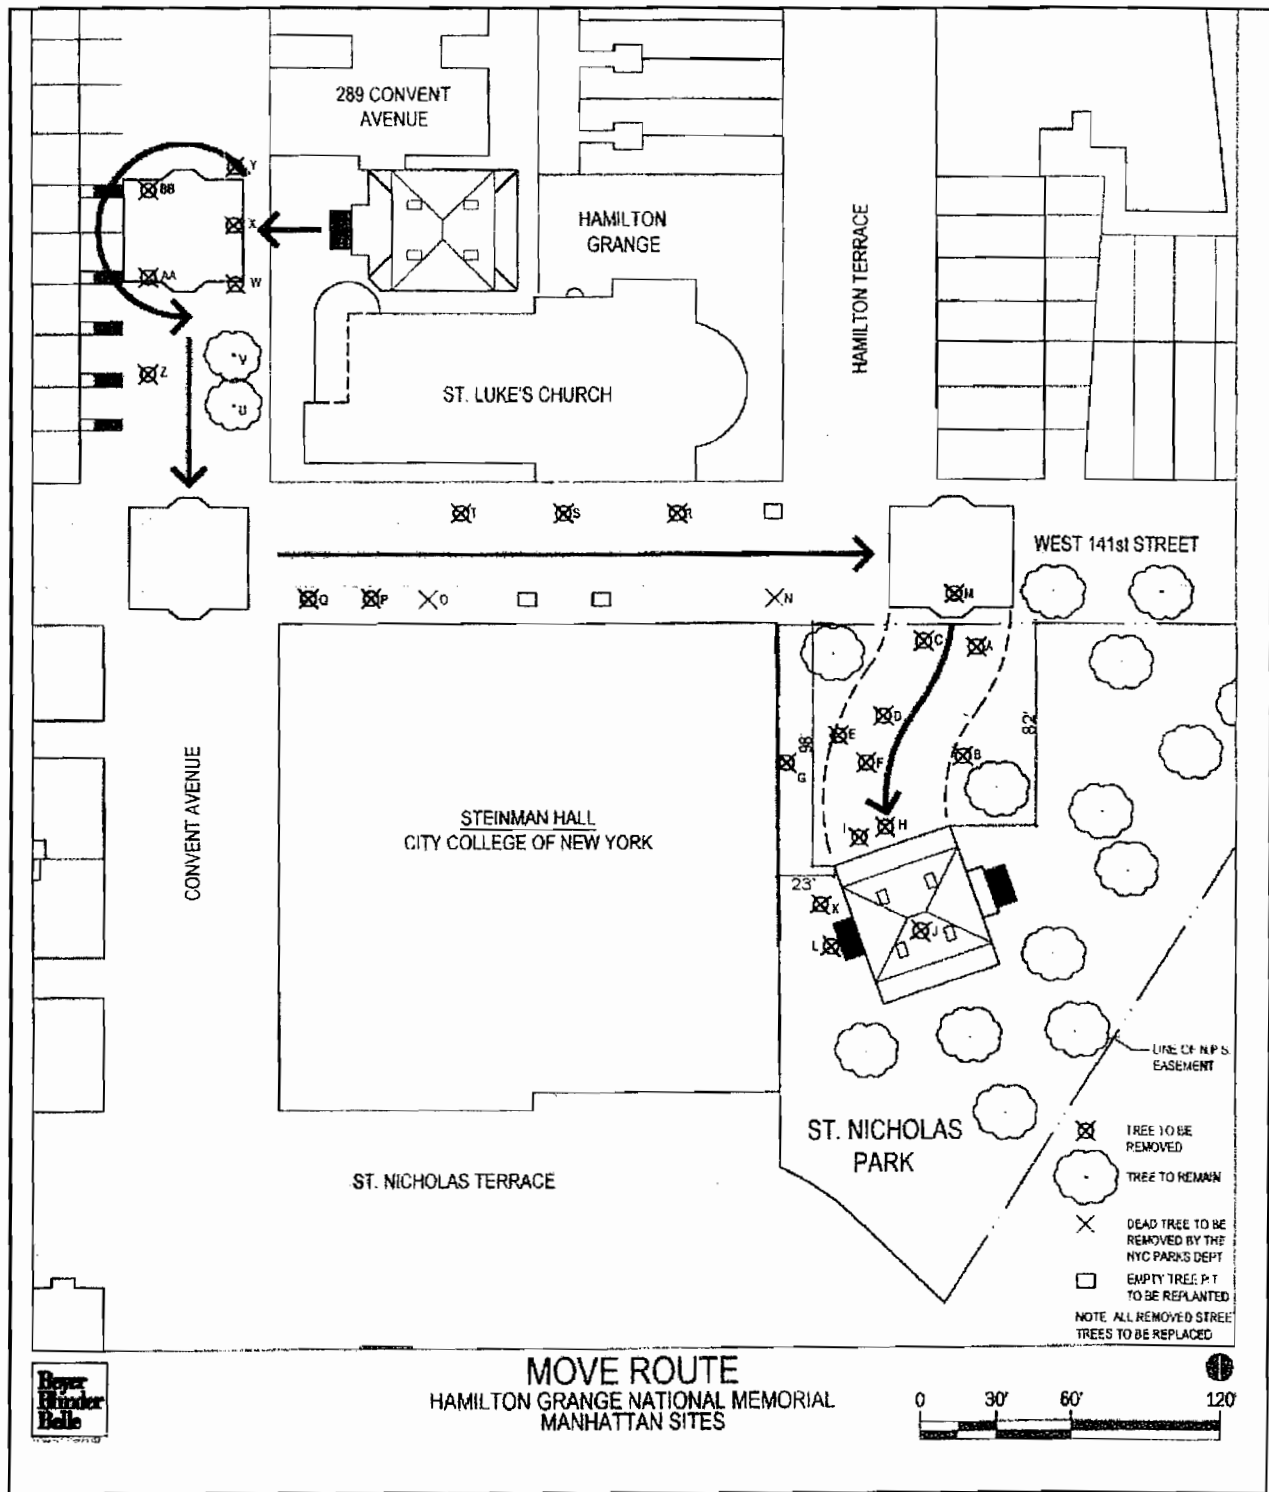 289 CONVENT
AVENUE
Y
BB
X
HAMILTON
GRANGE
HAMILTON TERRACE
AA
W
V
Z
U
ST. LUKE'S CHURCH
T
S
R
WEST 141st STREET
Q
P
O
N
M
C
A
D
E
98'
F
G
B
82'
CONVENT AVENUE
STEINMAN HALL
CITY COLLEGE OF NEW YORK
I
H
23'
K
J
L
LINE OF N.P.S.
EASEMENT
ST. NICHOLAS
PARK
ST. NICHOLAS TERRACE
TREE TO BE
REMOVED
TREE TO REMAIN
DEAD TREE TO BE
REMOVED BY THE
NYC PARKS DEPT
EMPTY TREE PIT
TO BE REPLANTED
NOTE ALL REMOVED STREE
TREES TO BE REPLACED
MOVE ROUTE
HAMILTON GRANGE NATIONAL MEMORIAL
MANHATTAN SITES
Beyer
Blinder
Belle
0 30' 60' 120'